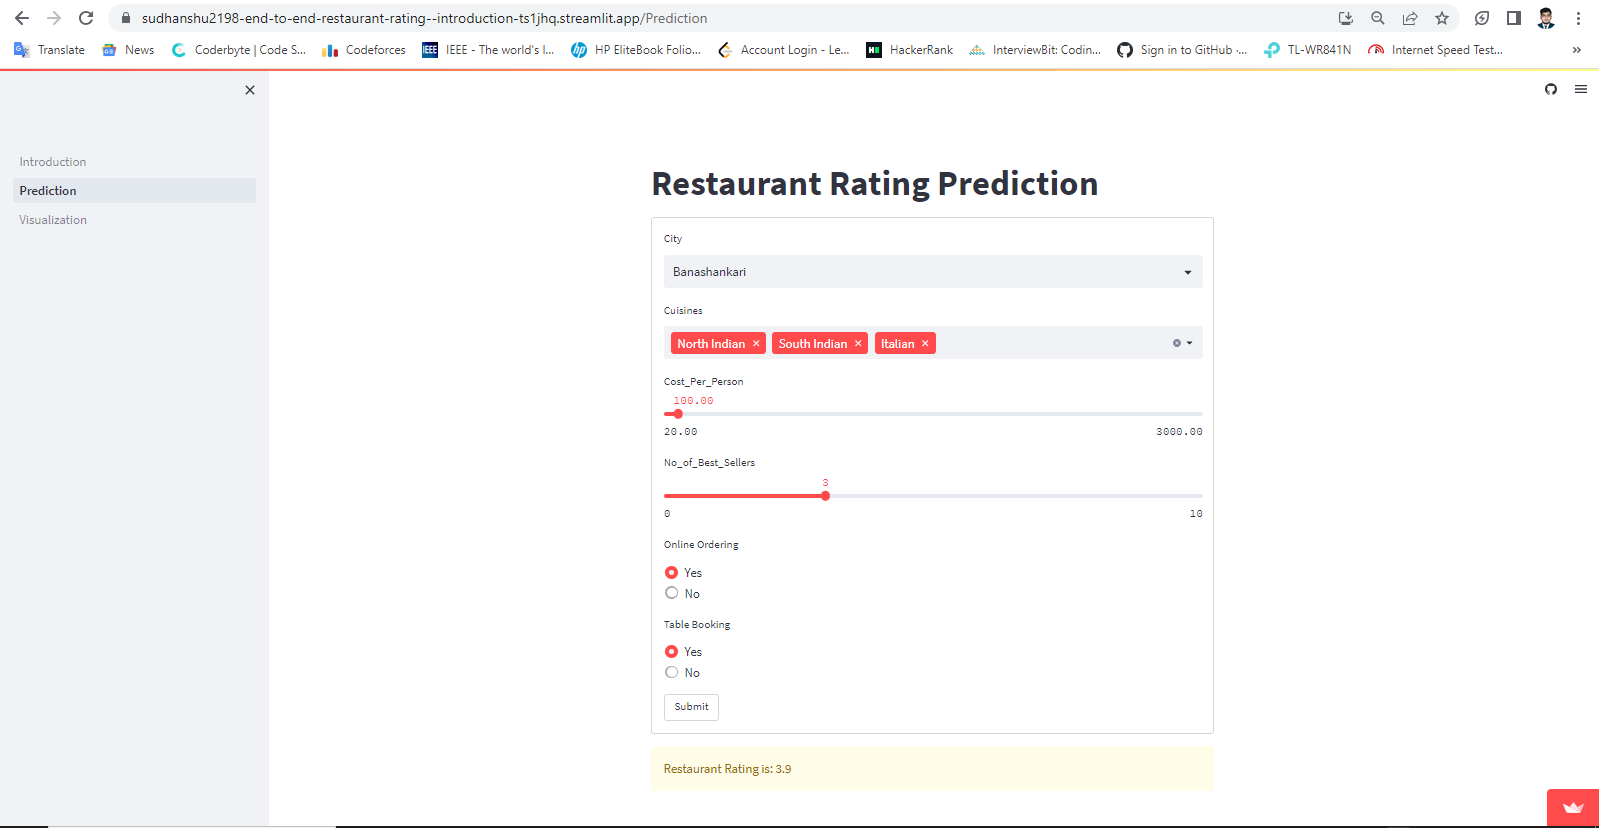 sudhanshu2198-end-to-end-restaurant-rating--introduction-ts1jhq.streamlit.app/Prediction
Translate News Coderbyte | Code S... Codeforces IEEE IEEE - The world's l... hp HP EliteBook Folio... Account Login - Le... HackerRank InterviewBit: Codin... Sign in to GitHub ·... TL-WR841N Internet Speed Test... »
Introduction
Prediction
Visualization
Restaurant Rating Prediction
City
Banashankari
Cuisines
North Indian × South Indian × Italian ×
Cost_Per_Person
100.00
20.00 3000.00
No_of_Best_Sellers
3
0 10
Online Ordering
Yes
No
Table Booking
Yes
No
Submit
Restaurant Rating is: 3.9